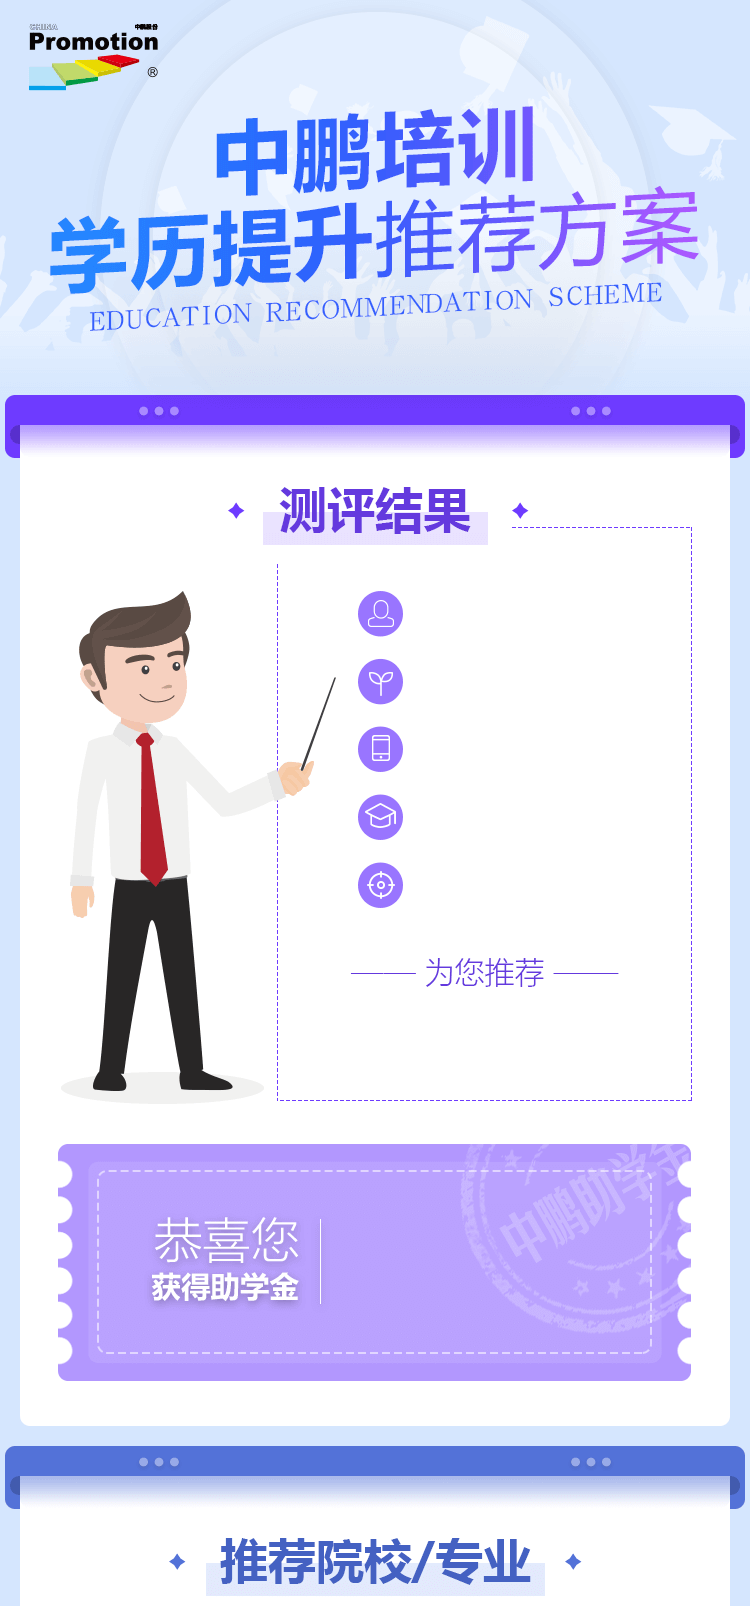 CHINA 中鹏股份
Promotion
®
中鹏培训
学历提升推荐方案
EDUCATION RECOMMENDATION SCHEME
测评结果
为您推荐
中鹏助学金
恭喜您
获得助学金
推荐院校/专业